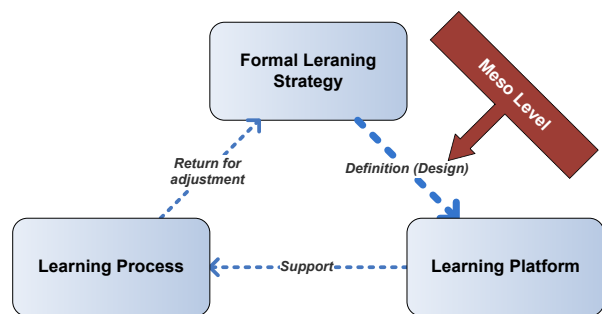 Formal Leraning
Strategy
Meso Level
Return for
adjustment
Definition (Design)
Learning Process
Support
Learning Platform